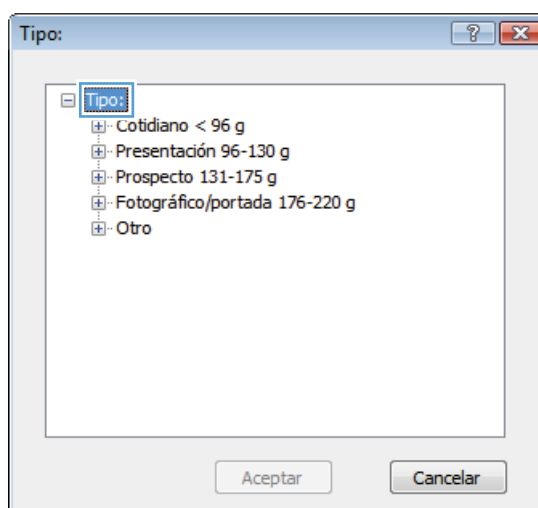 Tipo:
Tipo:
Cotidiano < 96 g
Presentación 96-130 g
Prospecto 131-175 g
Fotográfico/portada 176-220 g
Otro
Aceptar Cancelar